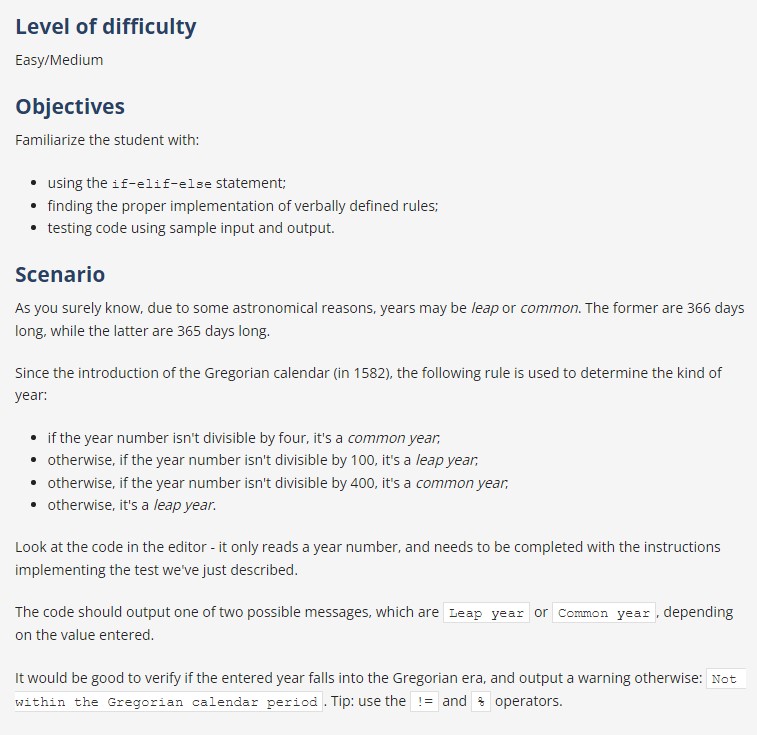 Level of difficulty
Easy/Medium
Objectives
Familiarize the student with:
• using the if-elif-else statement;
• finding the proper implementation of verbally defined rules;
• testing code using sample input and output.
Scenario
As you surely know, due to some astronomical reasons, years may be leap or common. The former are 366 days
long, while the latter are 365 days long.
Since the introduction of the Gregorian calendar (in 1582), the following rule is used to determine the kind of
year:
• if the year number isn't divisible by four, it's a common year;
• otherwise, if the year number isn't divisible by 100, it's a leap year;
• otherwise, if the year number isn't divisible by 400, it's a common year;
• otherwise, it's a leap year.
Look at the code in the editor - it only reads a year number, and needs to be completed with the instructions
implementing the test we've just described.
The code should output one of two possible messages, which are Leap year or Common year, depending
on the value entered.
It would be good to verify if the entered year falls into the Gregorian era, and output a warning otherwise: Not
within the Gregorian calendar period. Tip: use the != and % operators.